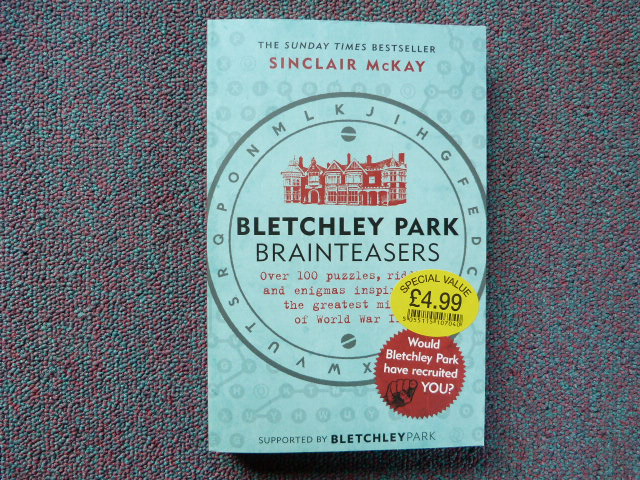 THE SUNDAY TIMES BESTSELLER
SINCLAIR McKAY
X W V U T S R Q P O N M L K J I H G F E D C
BLETCHLEY PARK
BRAINTEASERS
Over 100 puzzles,
and enigmas
the greatest
of World War
SPECIAL VALUE
£4.99
Would
Bletchley Park
have recruited
YOU?
SUPPORTED BY BLETCHLEYPARK